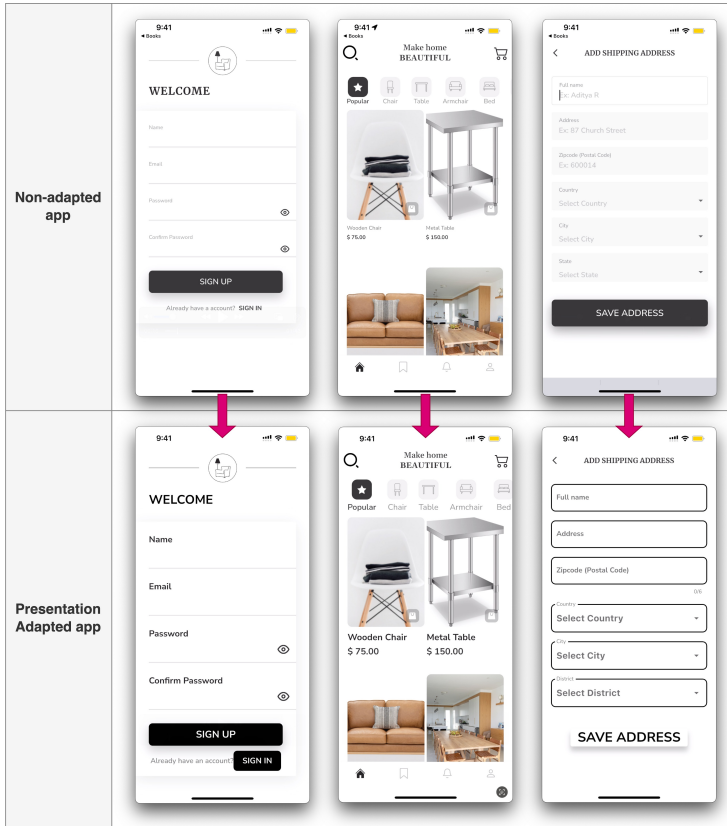 Non-adapted
app
9:41
◂ Books
WELCOME
Name
Email
Password
Confirm Password
SIGN UP
Already have a account? SIGN IN
9:41
◂ Books
Make home
BEAUTIFUL
Popular Chair Table Armchair Bed
Wooden Chair Metal Table
$ 75.00 $ 150.00
9:41
◂ Books
ADD SHIPPING ADDRESS
Full name
Ex: Aditya R
Address
Ex: 87 Church Street
Zipcode (Postal Code)
Ex: 600014
Country
Select Country
City
Select City
State
Select State
SAVE ADDRESS
Presentation
Adapted app
9:41
WELCOME
Name
Email
Password
Confirm Password
SIGN UP
Already have an account? SIGN IN
9:41
Make home
BEAUTIFUL
Popular Chair Table Armchair Bed
Wooden Chair Metal Table
$ 75.00 $ 150.00
9:41
ADD SHIPPING ADDRESS
Full name
Address
Zipcode (Postal Code)
0/6
Country
Select Country
City
Select City
District
Select District
SAVE ADDRESS